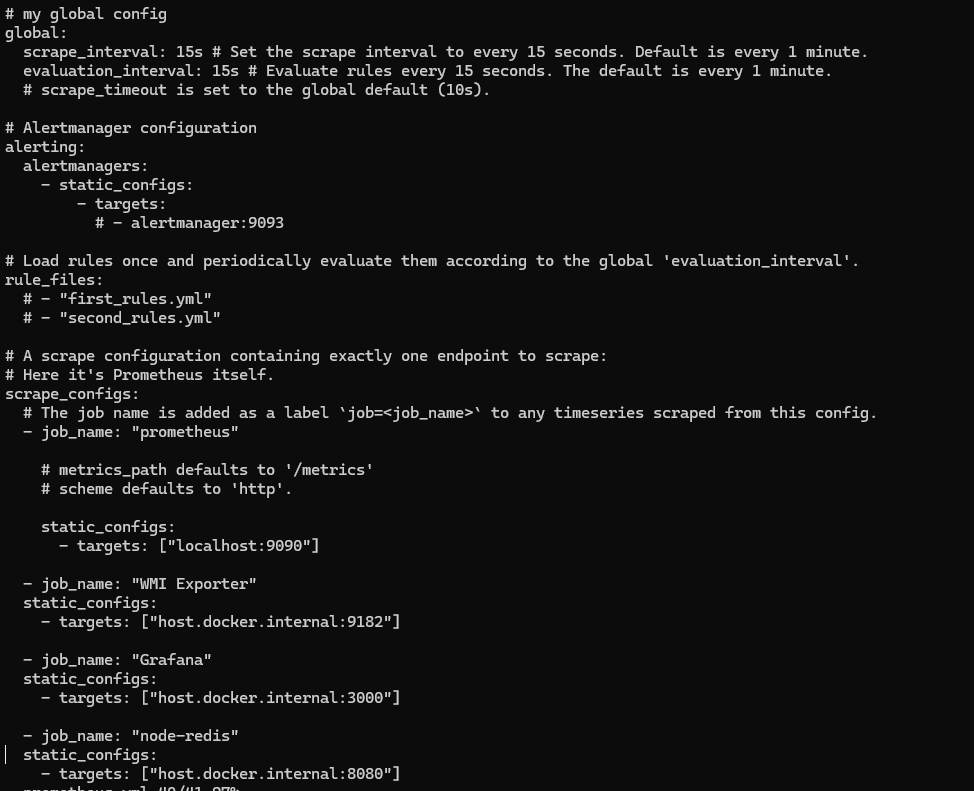 # my global config
global:
  scrape_interval: 15s # Set the scrape interval to every 15 seconds. Default is every 1 minute.
  evaluation_interval: 15s # Evaluate rules every 15 seconds. The default is every 1 minute.
  # scrape_timeout is set to the global default (10s).

# Alertmanager configuration
alerting:
  alertmanagers:
    - static_configs:
        - targets:
          # - alertmanager:9093

# Load rules once and periodically evaluate them according to the global 'evaluation_interval'.
rule_files:
  # - "first_rules.yml"
  # - "second_rules.yml"

# A scrape configuration containing exactly one endpoint to scrape:
# Here it's Prometheus itself.
scrape_configs:
  # The job name is added as a label `job=<job_name>` to any timeseries scraped from this config.
  - job_name: "prometheus"

    # metrics_path defaults to '/metrics'
    # scheme defaults to 'http'.

    static_configs:
      - targets: ["localhost:9090"]

  - job_name: "WMI Exporter"
  static_configs:
    - targets: ["host.docker.internal:9182"]

  - job_name: "Grafana"
  static_configs:
    - targets: ["host.docker.internal:3000"]

  - job_name: "node-redis"
  static_configs:
    - targets: ["host.docker.internal:8080"]